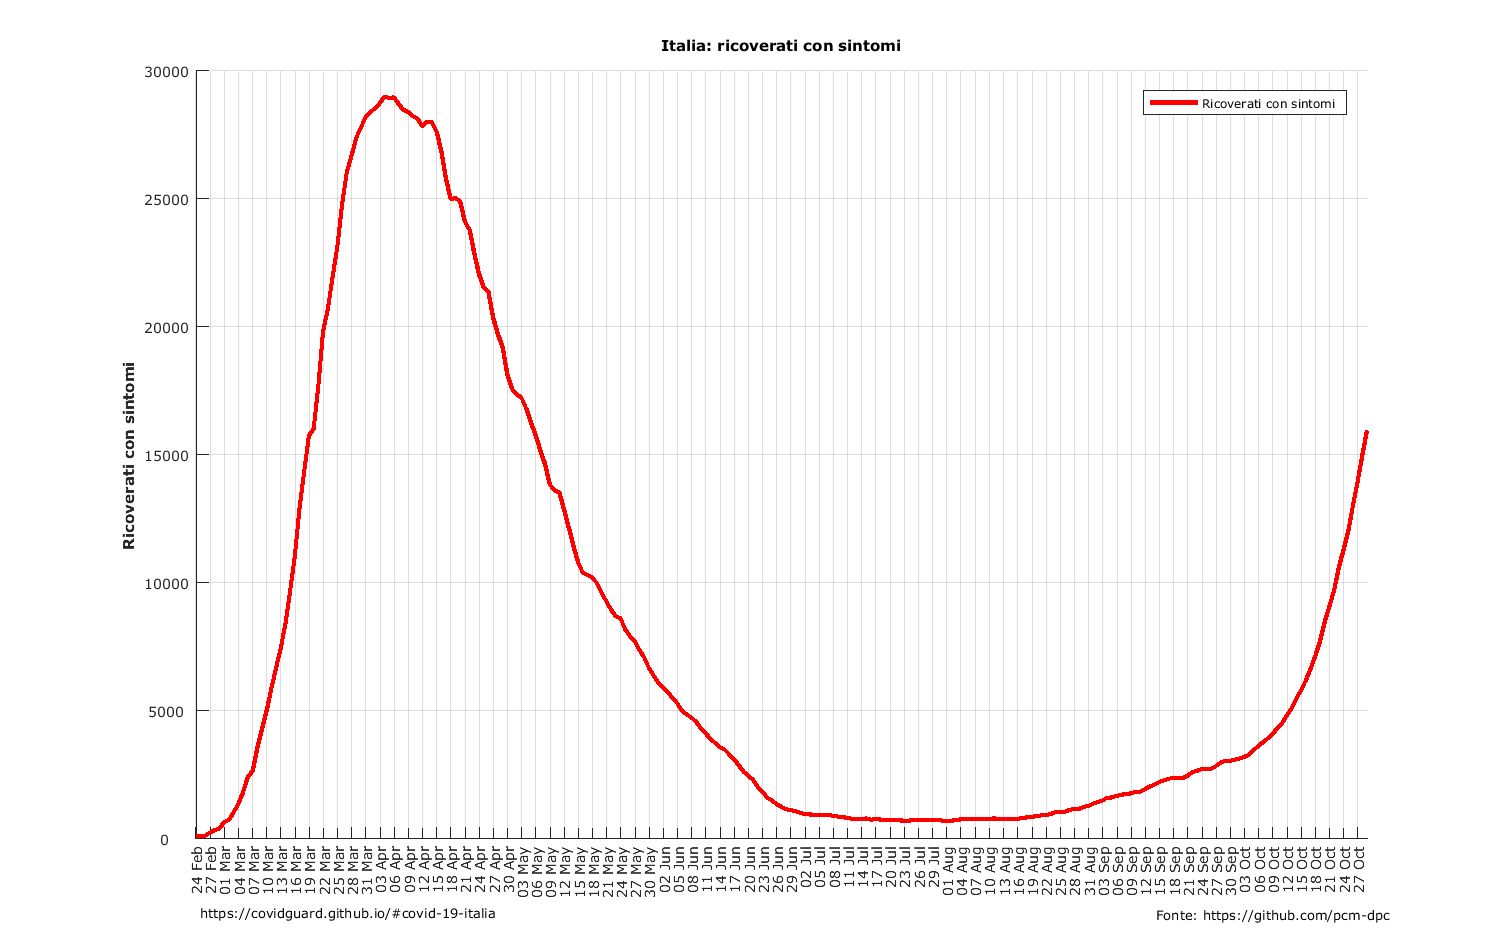 Italia: ricoverati con sintomi
30000
25000
20000
15000
10000
5000
0
Ricoverati con sintomi
Ricoverati con sintomi
24 Feb
27 Feb
01 Mar
04 Mar
07 Mar
10 Mar
13 Mar
16 Mar
19 Mar
22 Mar
25 Mar
28 Mar
31 Mar
03 Apr
06 Apr
09 Apr
12 Apr
15 Apr
18 Apr
21 Apr
24 Apr
27 Apr
30 Apr
03 May
06 May
09 May
12 May
15 May
18 May
21 May
24 May
27 May
30 May
02 Jun
05 Jun
08 Jun
11 Jun
14 Jun
17 Jun
20 Jun
23 Jun
26 Jun
29 Jun
02 Jul
05 Jul
08 Jul
11 Jul
14 Jul
17 Jul
20 Jul
23 Jul
26 Jul
29 Jul
01 Aug
04 Aug
07 Aug
10 Aug
13 Aug
16 Aug
19 Aug
22 Aug
25 Aug
28 Aug
31 Aug
03 Sep
06 Sep
09 Sep
12 Sep
15 Sep
18 Sep
21 Sep
24 Sep
27 Sep
30 Sep
03 Oct
06 Oct
09 Oct
12 Oct
15 Oct
18 Oct
21 Oct
24 Oct
27 Oct
https://covidguard.github.io/#covid-19-italia
Fonte: https://github.com/pcm-dpc